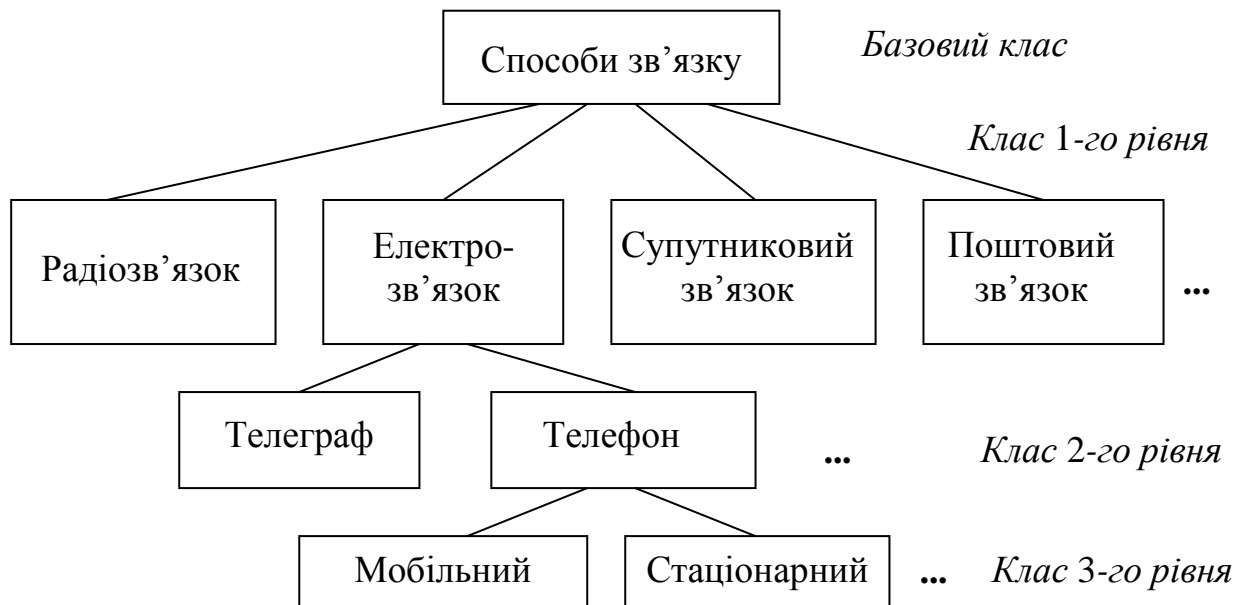 Способи зв’язку
Базовий клас
Клас 1-го рівня
Радіозв’язок
Електро-
зв’язок
Супутниковий
зв’язок
Поштовий
зв’язок
...
Телеграф
Телефон
...
Клас 2-го рівня
Мобільний
Стаціонарний
...
Клас 3-го рівня